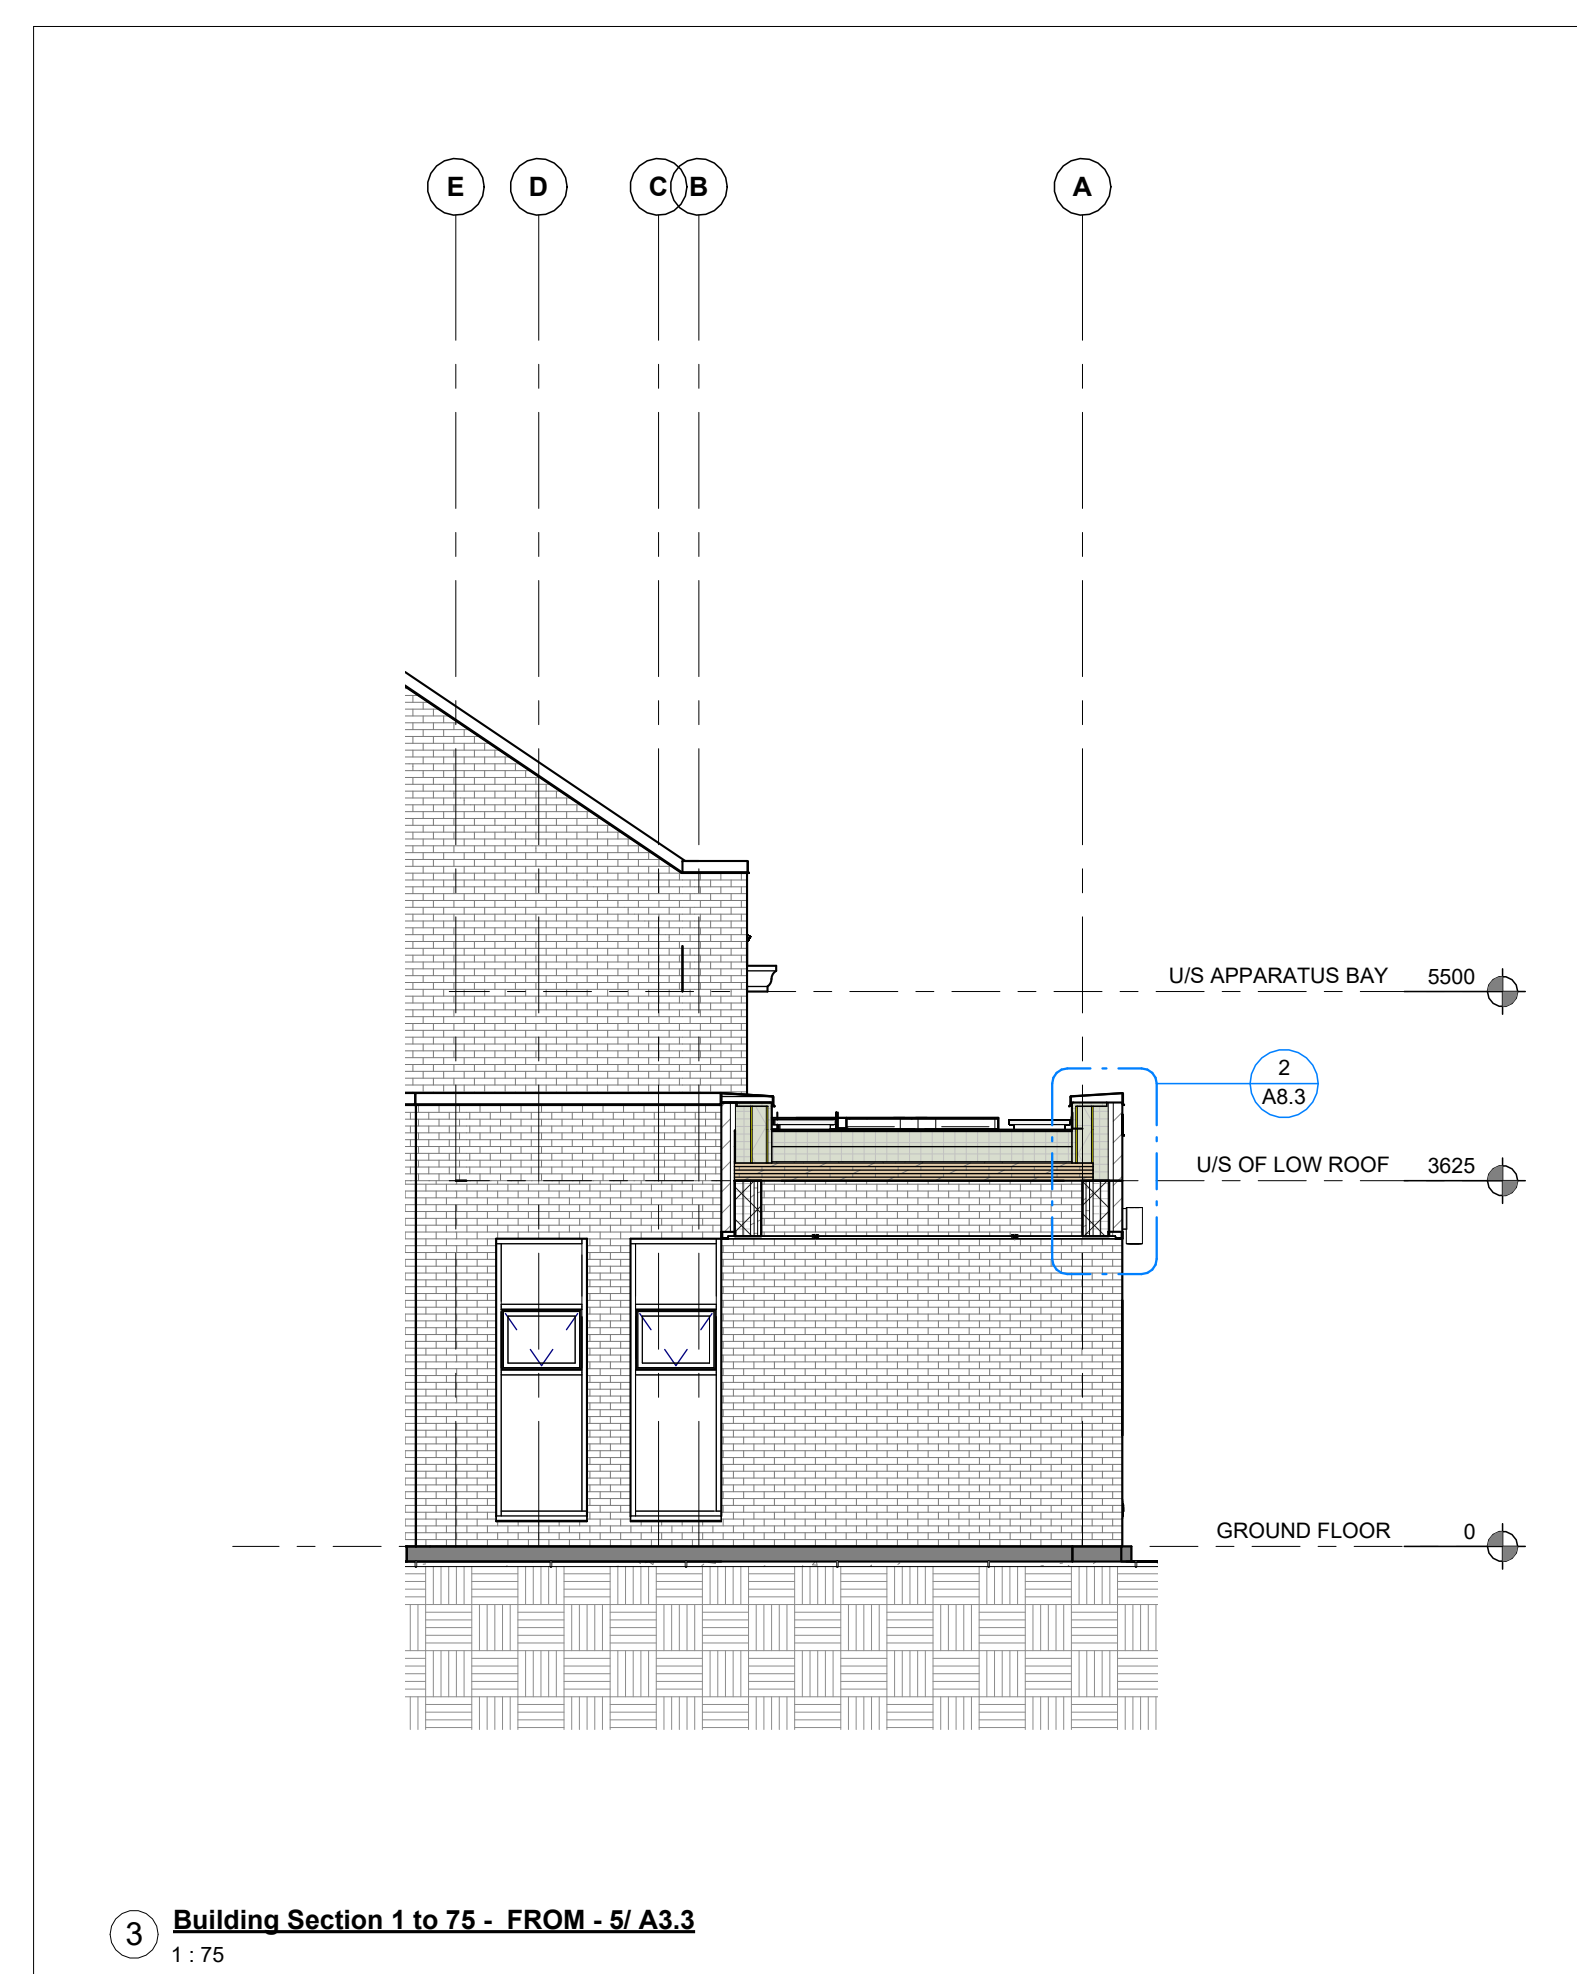 E D C B A
U/S APPARATUS BAY 5500
2
A8.3
U/S OF LOW ROOF 3625
GROUND FLOOR 0
3 Building Section 1 to 75 - FROM - 5/ A3.3
1 : 75